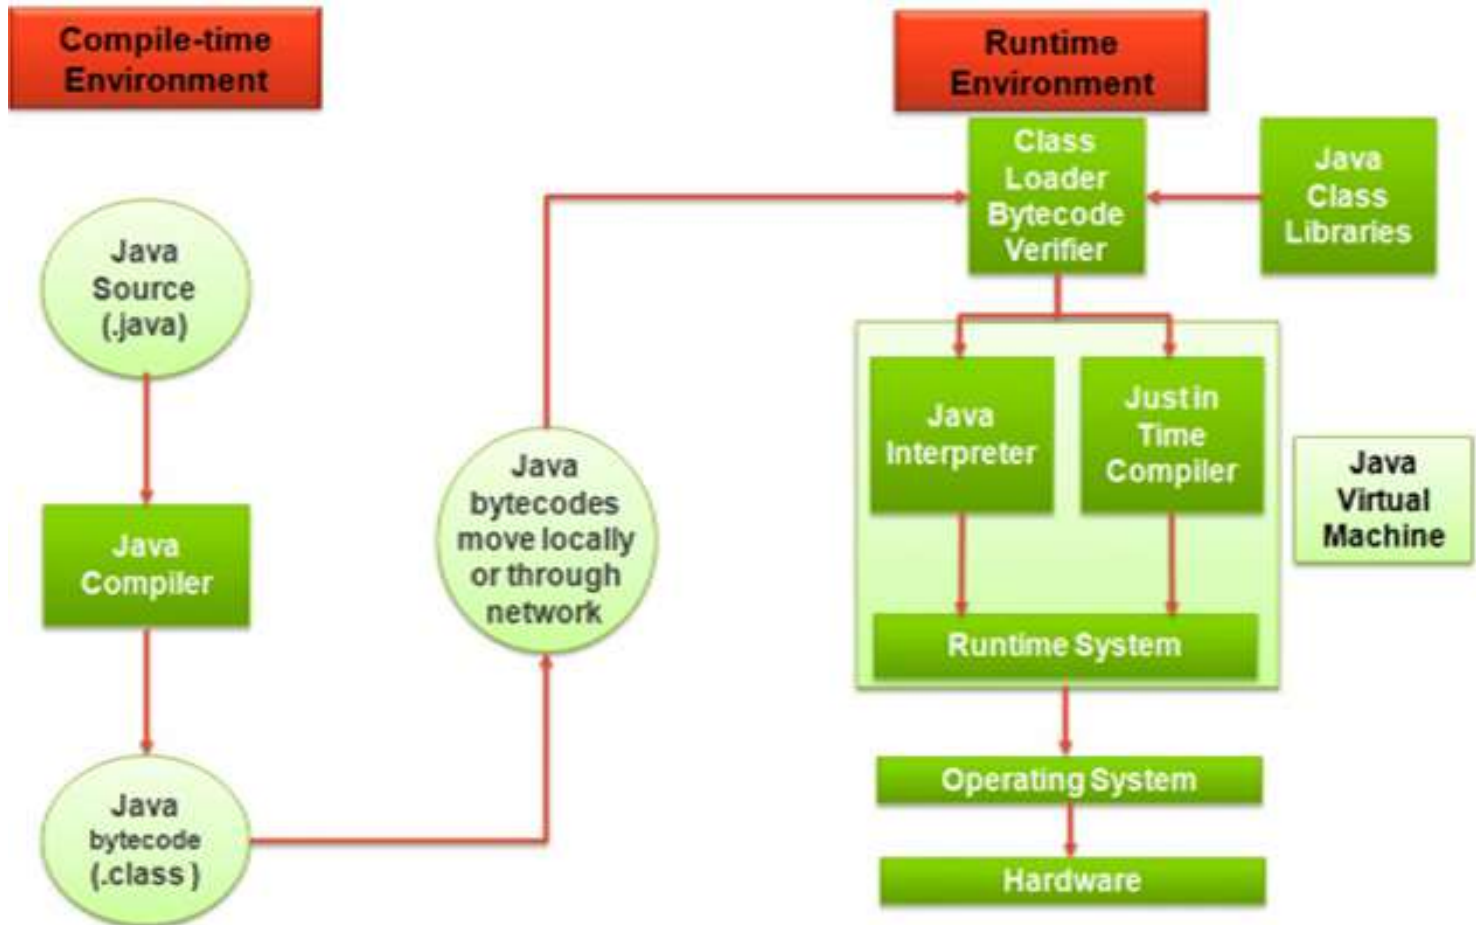 Compile-time
Environment
Runtime
Environment
Java
Source
(.java)
Java
Compiler
Java
bytecode
(.class )
Java
bytecodes
move locally
or through
network
Class
Loader
Bytecode
Verifier
Java
Class
Libraries
Java
Interpreter
Just in
Time
Compiler
Java
Virtual
Machine
Runtime System
Operating System
Hardware